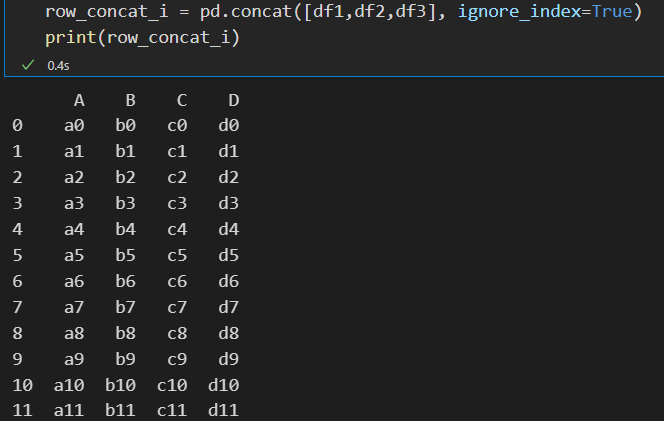 row_concat_i = pd.concat([df1,df2,df3], ignore_index=True)
print(row_concat_i)
0.4s
A B C D
0 a0 b0 c0 d0
1 a1 b1 c1 d1
2 a2 b2 c2 d2
3 a3 b3 c3 d3
4 a4 b4 c4 d4
5 a5 b5 c5 d5
6 a6 b6 c6 d6
7 a7 b7 c7 d7
8 a8 b8 c8 d8
9 a9 b9 c9 d9
10 a10 b10 c10 d10
11 a11 b11 c11 d11